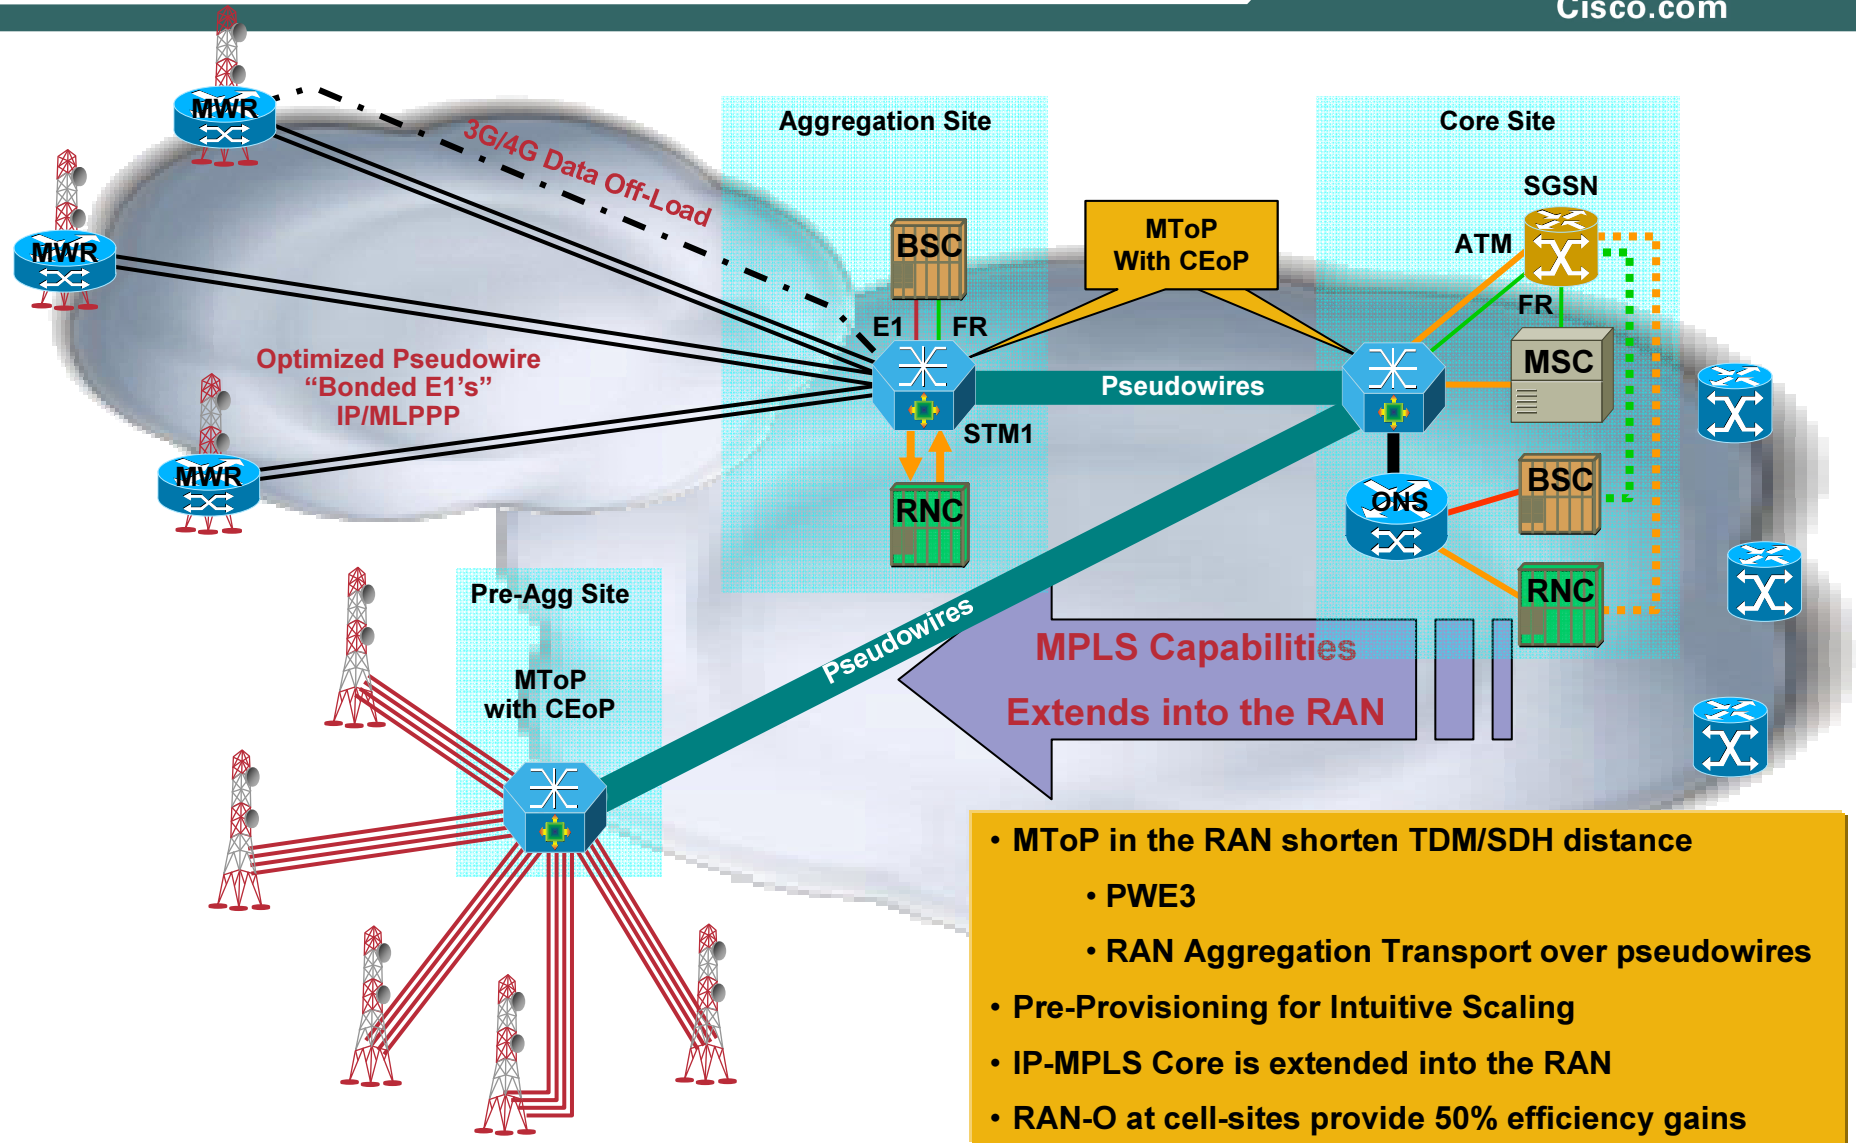 Cisco.com
MWR
3G/4G Data Off-Load
Aggregation Site
Core Site
SGSN
BSC
MToP
With CEoP
ATM
MWR
E1
FR
FR
Optimized Pseudowire
“Bonded E1’s”
IP/MLPPP
Pseudowires
MSC
STM1
MWR
RNC
ONS
BSC
RNC
Pre-Agg Site
MToP
with CEoP
Pseudowires
MPLS Capabilities
Extends into the RAN
• MToP in the RAN shorten TDM/SDH distance
• PWE3
• RAN Aggregation Transport over pseudowires
• Pre-Provisioning for Intuitive Scaling
• IP-MPLS Core is extended into the RAN
• RAN-O at cell-sites provide 50% efficiency gains